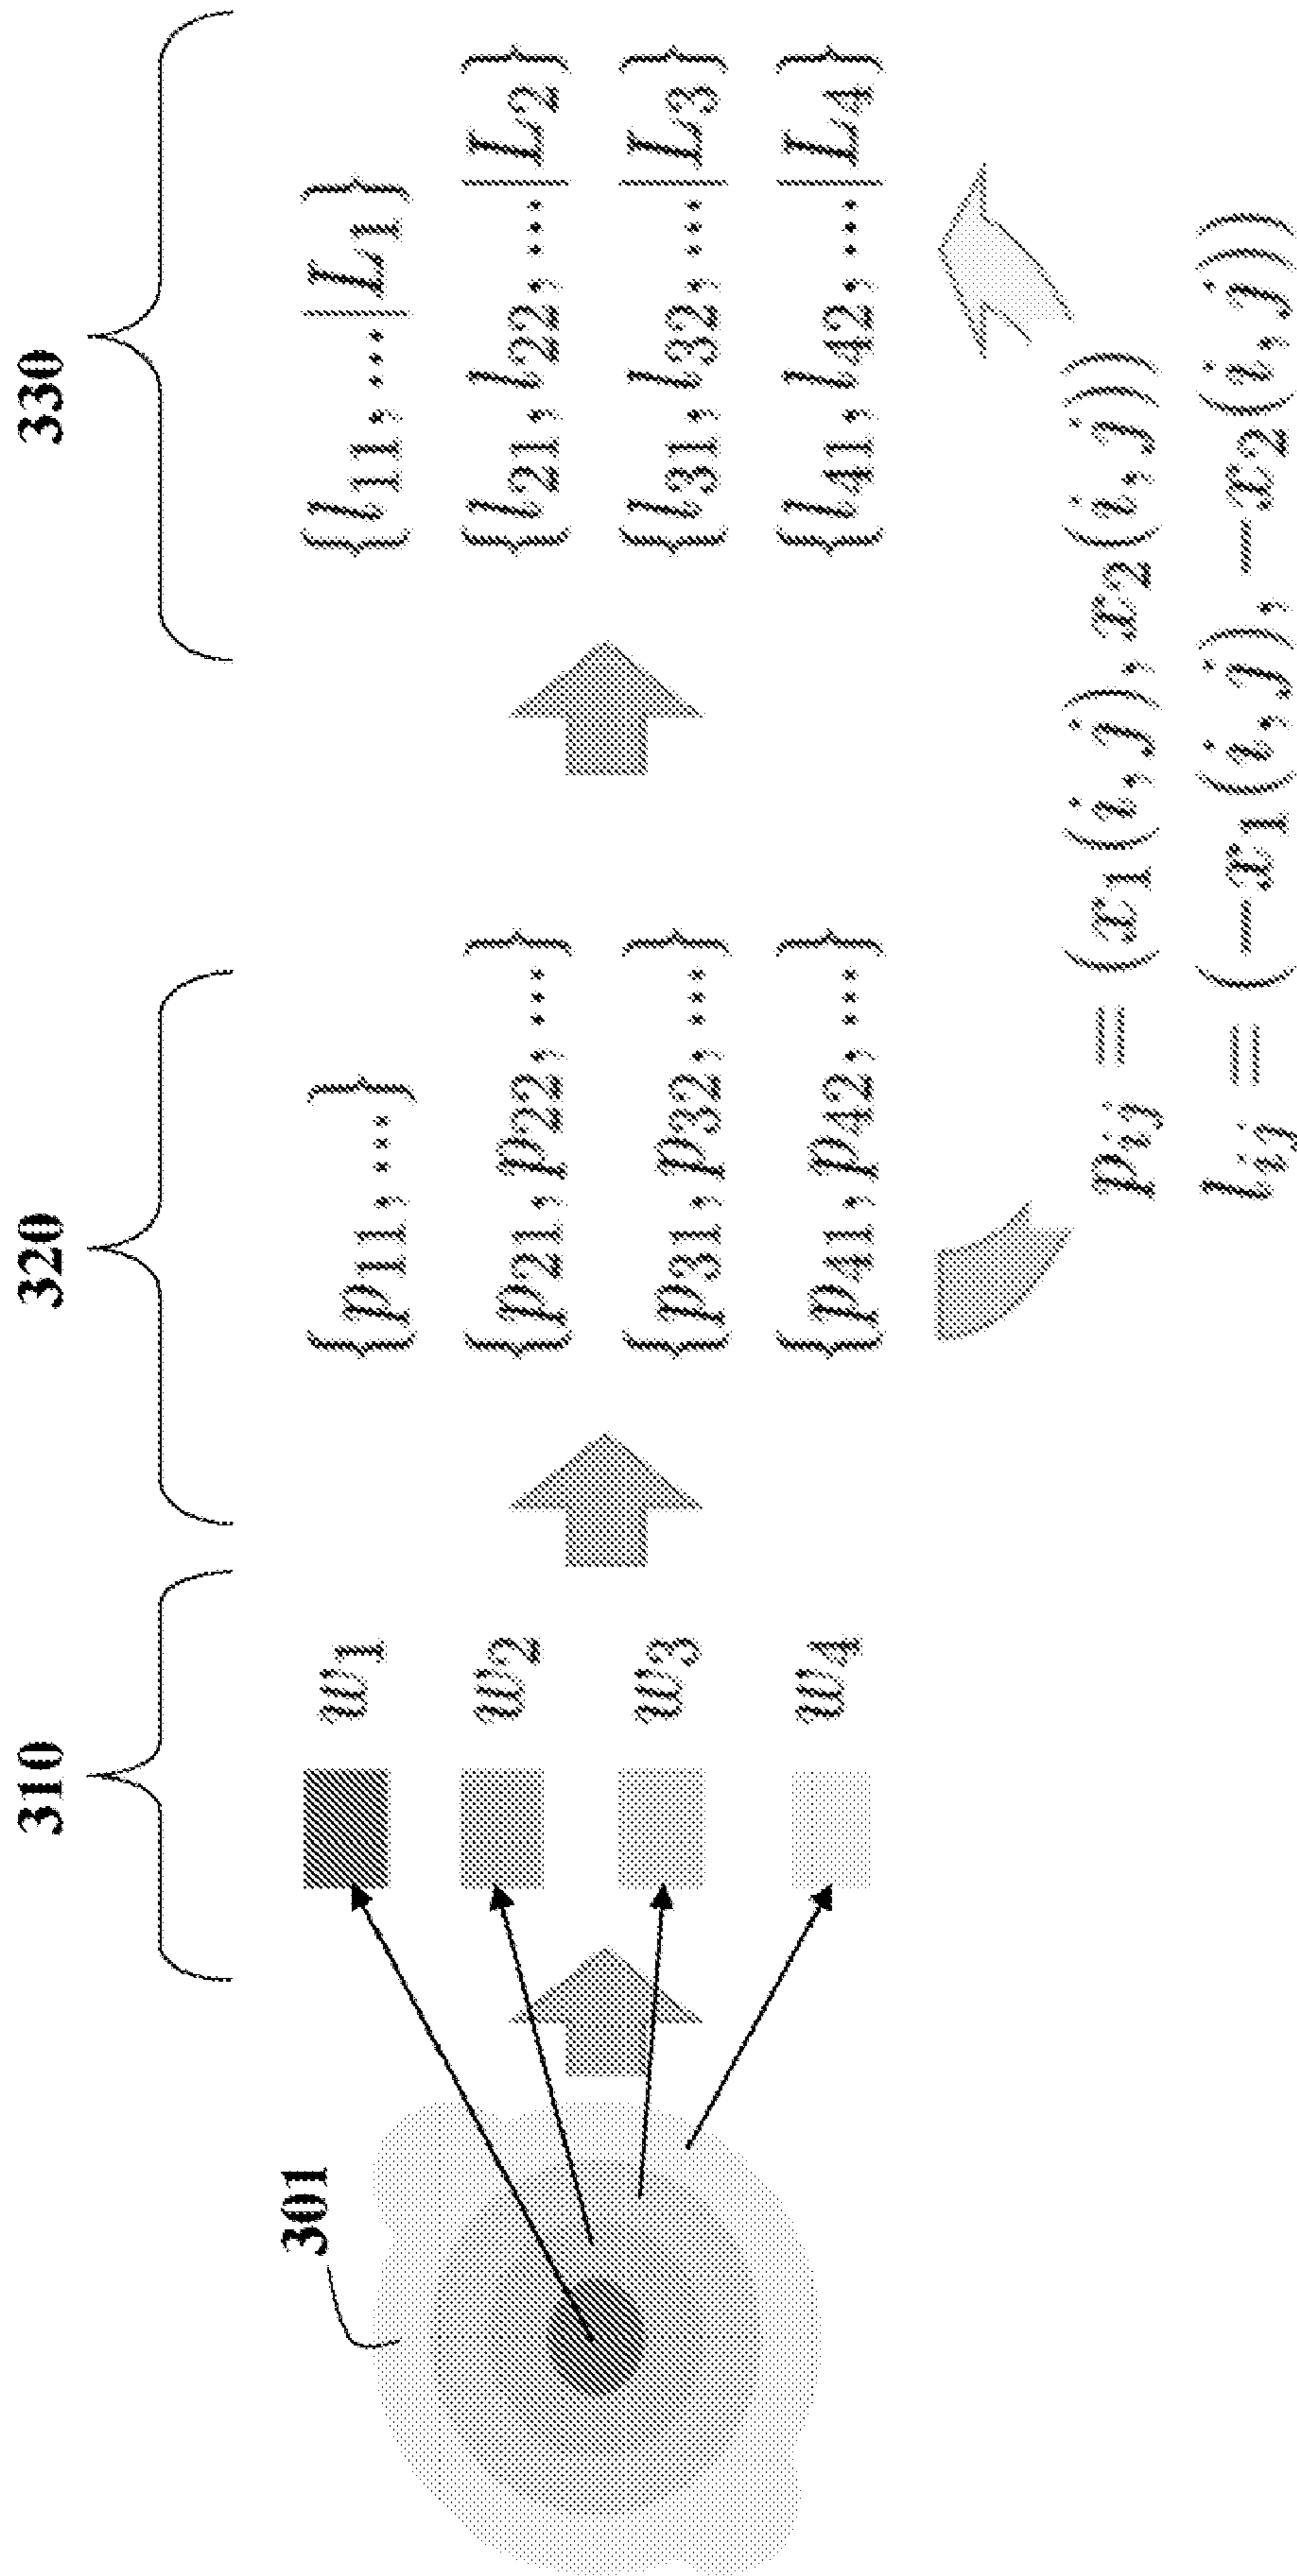 310 320 330
301
w₁ {p₁₁, ⋯} {l₁₁, ⋯ | L₁}
w₂ {p₂₁, p₂₂, ⋯} {l₂₁, l₂₂, ⋯ | L₂}
w₃ {p₃₁, p₃₂, ⋯} {l₃₁, l₃₂, ⋯ | L₃}
w₄ {p₄₁, p₄₂, ⋯} {l₄₁, l₄₂, ⋯ | L₄}
pᵢⱼ = (x₁(i, j), x₂(i, j))
lᵢⱼ = (−x₁(i, j), −x₂(i, j))